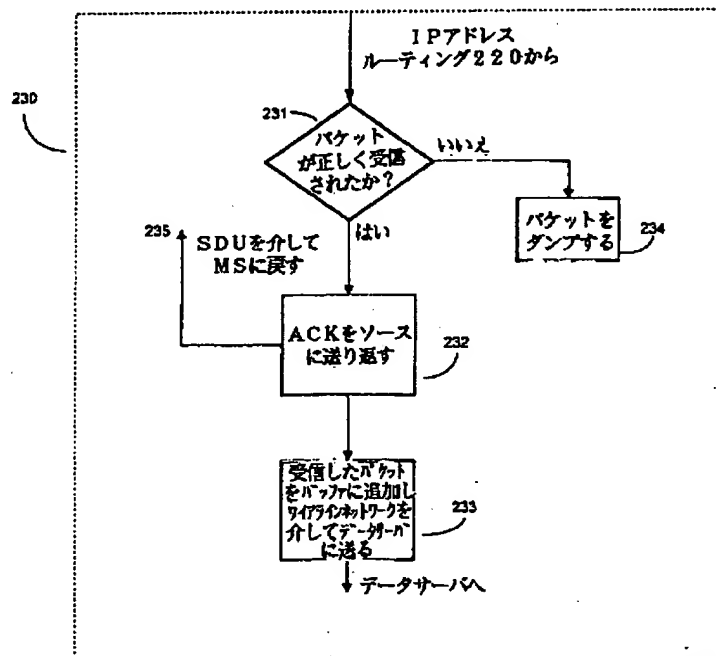 IPアドレス
ルーティング220から
230
231
パケット
が正しく受信
されたか?
いいえ
はい
パケットを
ダンプする
234
235
SDUを介して
MSに戻す
ACKをソース
に送り返す
232
受信したパケット
をバッファに追加し
ワイアラインネットワークを
介してデータサーバ
に送る
233
データサーバへ